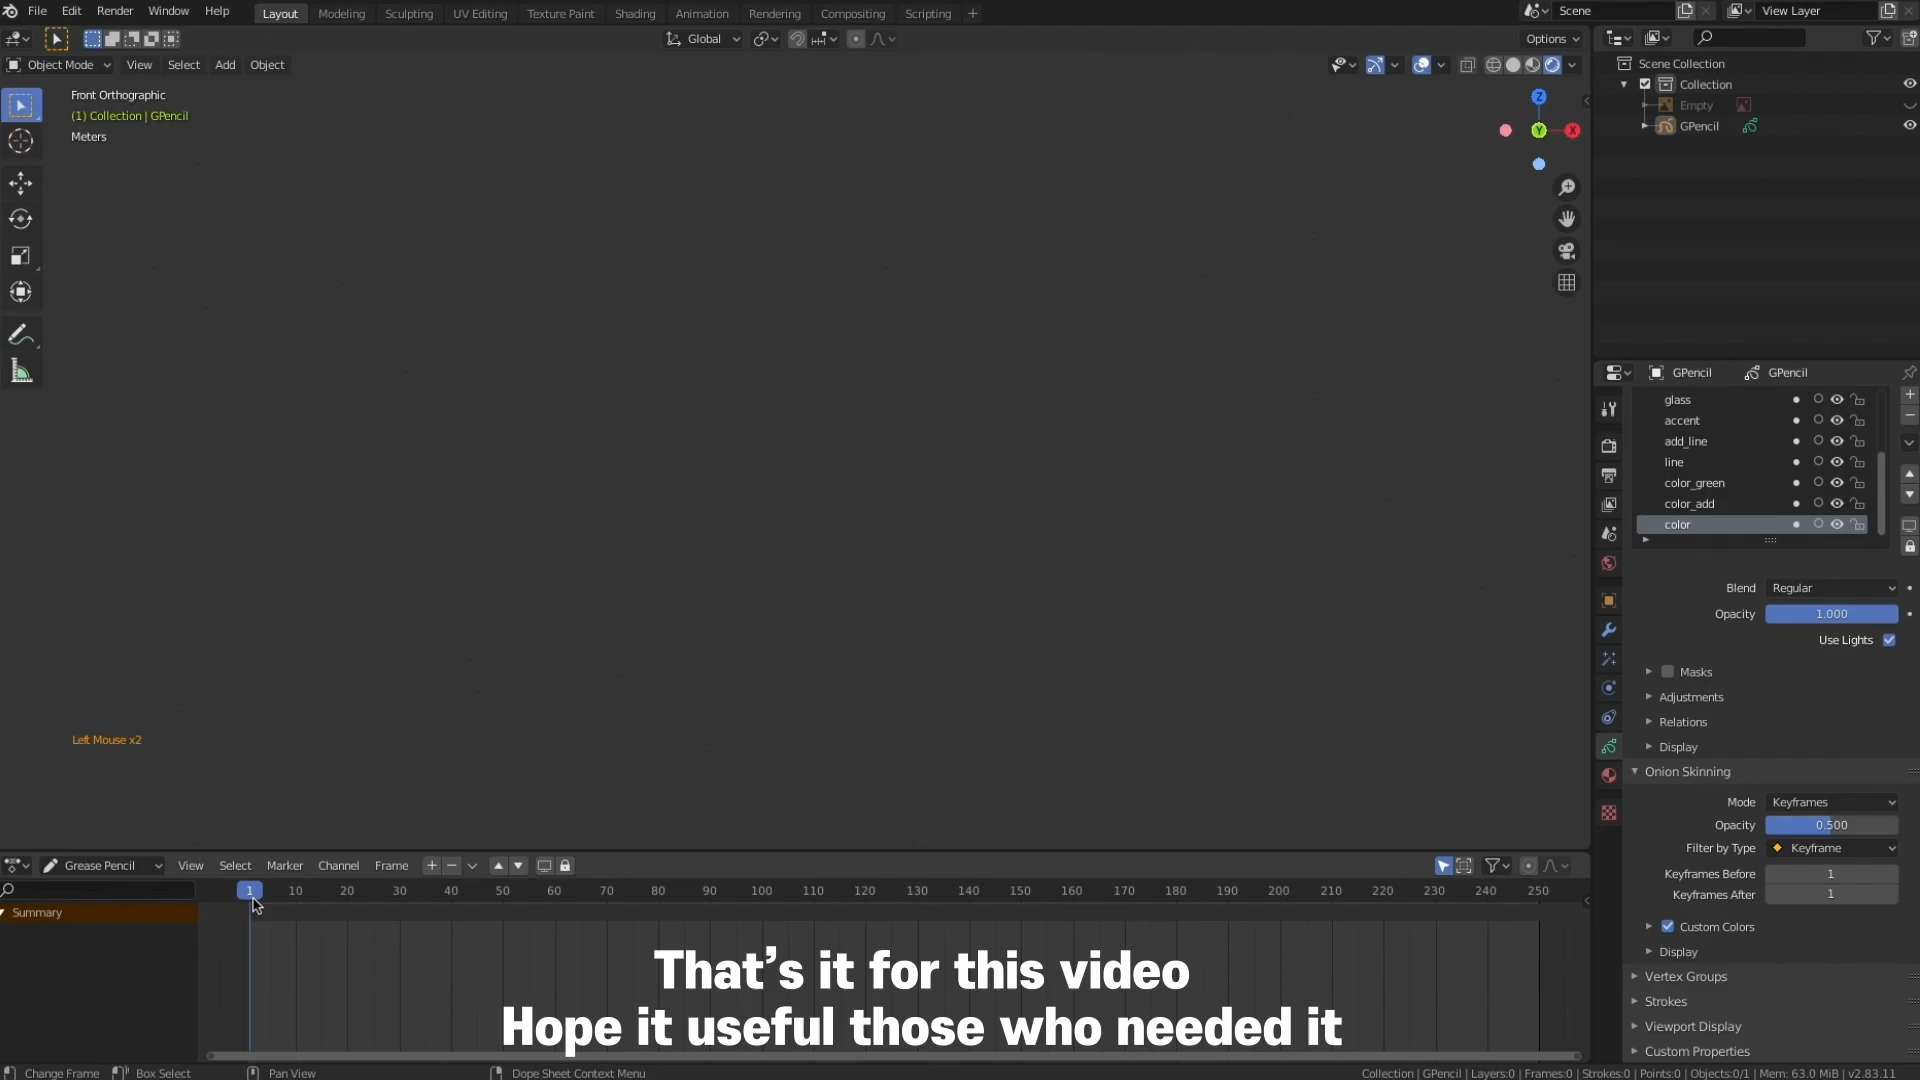 File Edit Render Window Help Layout Modeling Sculpting UV Editing Texture Paint Shading Animation Rendering Compositing Scripting + Scene View Layer
Global Options
Object Mode View Select Add Object
Front Orthographic
(1) Collection | GPencil
Meters
Z
Y
X
Left Mouse x2
Scene Collection
Collection
Empty
GPencil
GPencil GPencil
glass
accent
add_line
line
color_green
color_add
color
Blend Regular
Opacity 1.000
Use Lights
Masks
Adjustments
Relations
Display
Onion Skinning
Mode Keyframes
Opacity 0.500
Filter by Type Keyframe
Keyframes Before 1
Keyframes After 1
Custom Colors
Display
Vertex Groups
Strokes
Viewport Display
Custom Properties
Grease Pencil View Select Marker Channel Frame
1 10 20 30 40 50 60 70 80 90 100 110 120 130 140 150 160 170 180 190 200 210 220 230 240 250
Summary
That's it for this video
Hope it useful those who needed it
Change Frame Box Select Pan View Dope Sheet Context Menu Collection | GPencil | Layers:0 | Frames:0 | Strokes:0 | Points:0 | Objects:0/1 | Mem: 63.0 MiB | v2.83.11